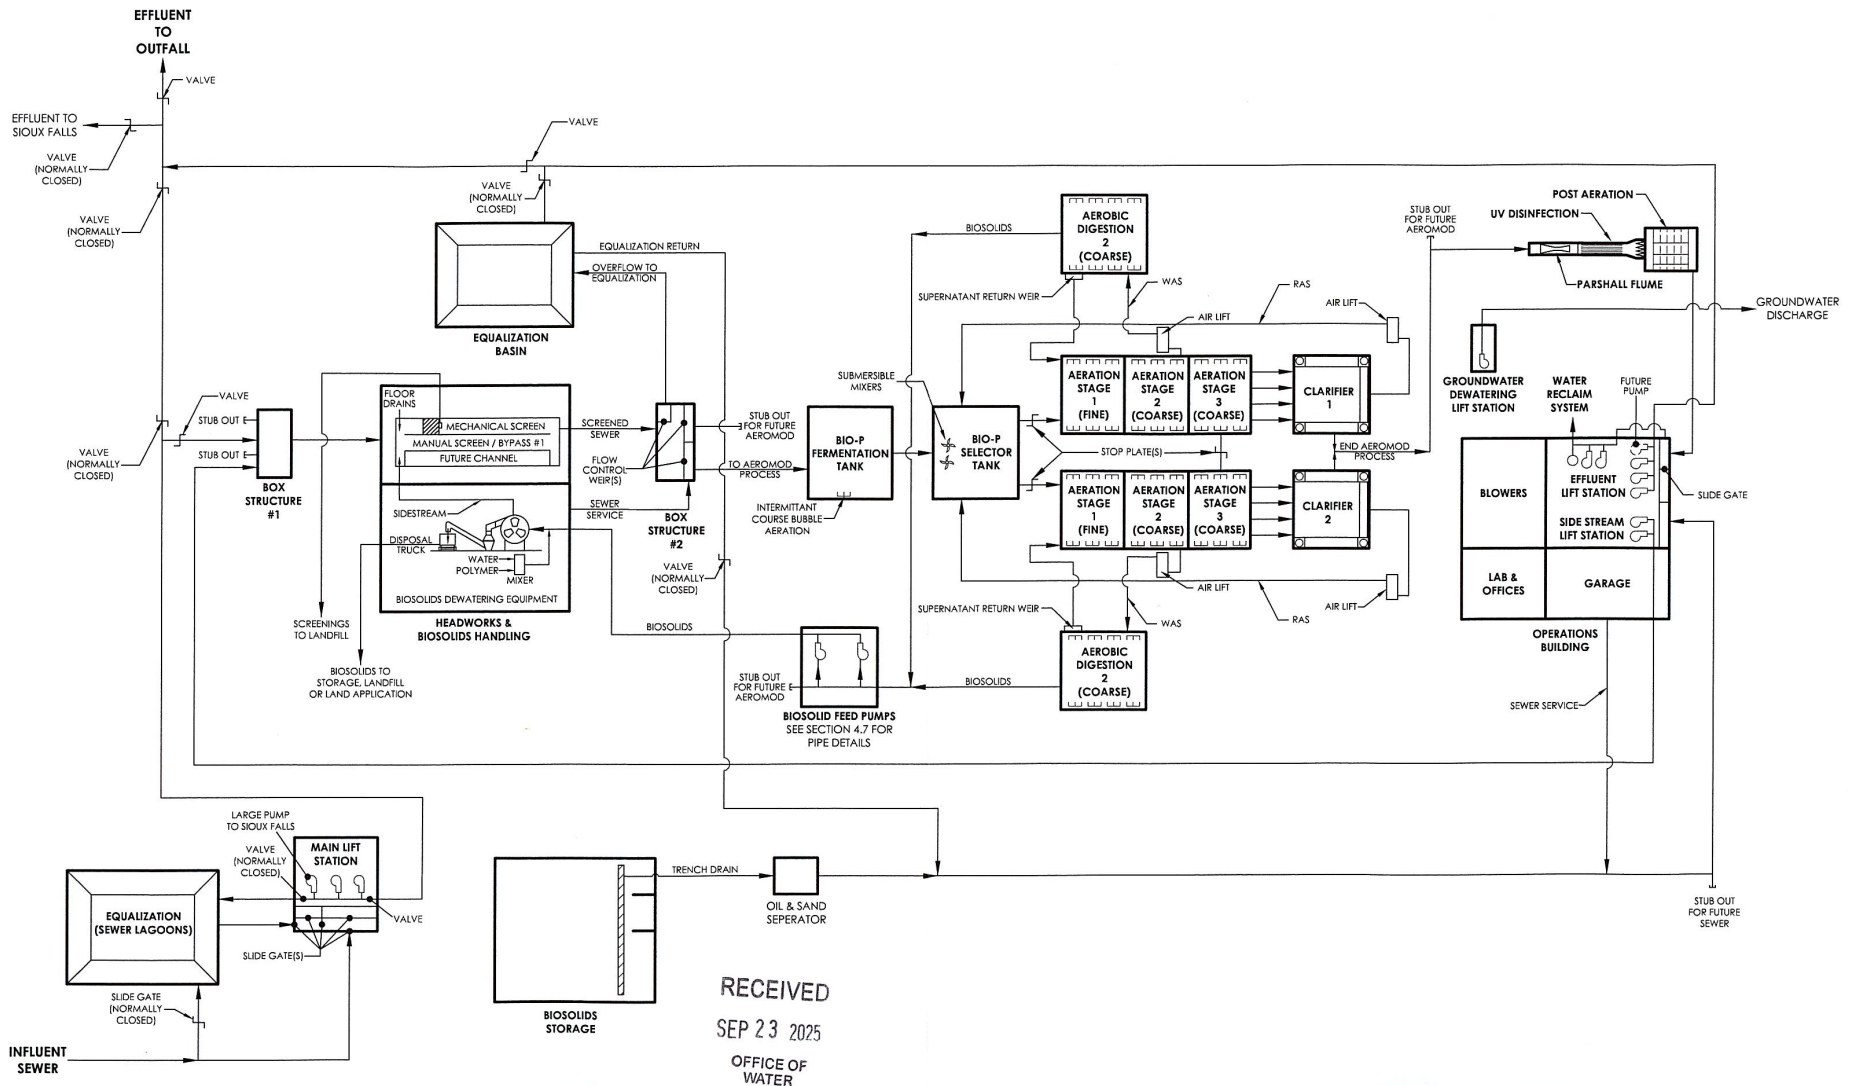 EFFLUENT
TO
OUTFALL
VALVE
EFFLUENT TO
SIOUX FALLS
VALVE
(NORMALLY
CLOSED)
VALVE
(NORMALLY
CLOSED)
VALVE
VALVE
(NORMALLY
CLOSED)
EQUALIZATION RETURN
OVERFLOW TO
EQUALIZATION
EQUALIZATION
BASIN
BIOSOLIDS
AEROBIC
DIGESTION
2
(COARSE)
SUPERNATANT RETURN WEIR
WAS
RAS
AIR LIFT
AIR LIFT
STUB OUT
FOR FUTURE
AEROMOD
POST AERATION
UV DISINFECTION
PARSHALL FLUME
GROUNDWATER
DISCHARGE
GROUNDWATER
DEWATERING
LIFT STATION
WATER
RECLAIM
SYSTEM
FUTURE
PUMP
VALVE
STUB OUT
STUB OUT
VALVE
(NORMALLY
CLOSED)
BOX
STRUCTURE
#1
FLOOR
DRAINS
MECHANICAL SCREEN
MANUAL SCREEN / BYPASS #1
FUTURE CHANNEL
SCREENED
SEWER
FLOW
CONTROL
WEIR(S)
SEWER
SERVICE
SIDESTREAM
DISPOSAL
TRUCK
WATER
POLYMER
MIXER
BIOSOLIDS DEWATERING EQUIPMENT
HEADWORKS &
BIOSOLIDS HANDLING
SCREENINGS
TO LANDFILL
BIOSOLIDS TO
STORAGE, LANDFILL
OR LAND APPLICATION
BOX
STRUCTURE
#2
STUB OUT
FOR FUTURE
AEROMOD
TO AEROMOD
PROCESS
VALVE
(NORMALLY
CLOSED)
BIO-P
FERMENTATION
TANK
INTERMITTANT
COURSE BUBBLE
AERATION
SUBMERSIBLE
MIXERS
BIO-P
SELECTOR
TANK
STOP PLATE(S)
AERATION
STAGE
1
(FINE)
AERATION
STAGE
2
(COARSE)
AERATION
STAGE
3
(COARSE)
CLARIFIER
1
END AEROMOD
PROCESS
AERATION
STAGE
1
(FINE)
AERATION
STAGE
2
(COARSE)
AERATION
STAGE
3
(COARSE)
CLARIFIER
2
AIR LIFT
AIR LIFT
RAS
WAS
SUPERNATANT RETURN WEIR
AEROBIC
DIGESTION
2
(COARSE)
BIOSOLIDS
BIOSOLIDS
STUB OUT
FOR FUTURE
AEROMOD
BIOSOLID FEED PUMPS
SEE SECTION 4.7 FOR
PIPE DETAILS
BLOWERS
EFFLUENT
LIFT STATION
SIDE STREAM
LIFT STATION
SLIDE GATE
LAB &
OFFICES
GARAGE
OPERATIONS
BUILDING
SEWER SERVICE
LARGE PUMP
TO SIOUX FALLS
VALVE
(NORMALLY
CLOSED)
MAIN LIFT
STATION
VALVE
EQUALIZATION
(SEWER LAGOONS)
SLIDE GATE(S)
SLIDE GATE
(NORMALLY
CLOSED)
INFLUENT
SEWER
TRENCH DRAIN
OIL & SAND
SEPERATOR
BIOSOLIDS
STORAGE
STUB OUT
FOR FUTURE
SEWER
RECEIVED
SEP 23 2025
OFFICE OF
WATER